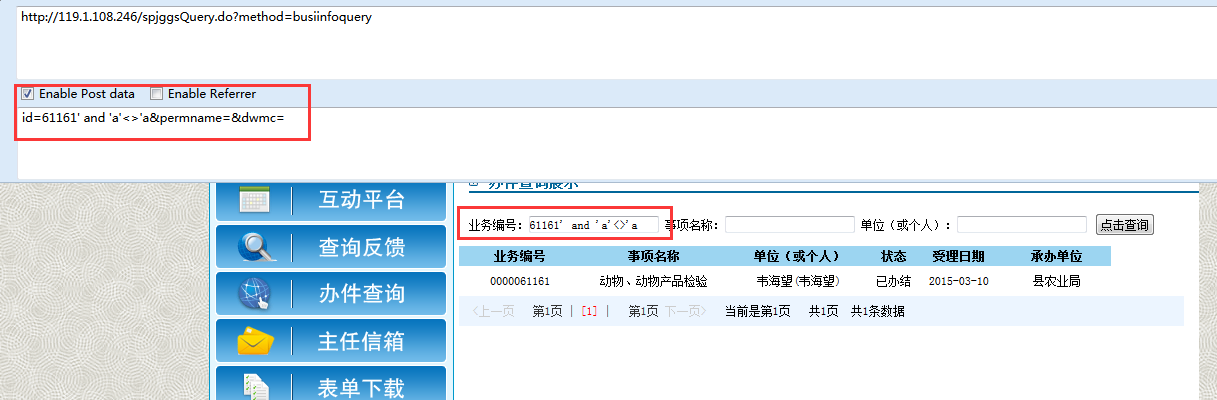 http://119.1.108.246/spjggsQuery.do?method=busiinfoquery
Enable Post data Enable Referrer
id=61161' and 'a'<>'a&permname=&dwmc=
办件查询展示
互动平台
查询反馈
办件查询
主任信箱
表单下载
业务编号: 61161' and 'a'<>'a 事项名称: 单位（或个人）: 点击查询
业务编号 事项名称 单位（或个人） 状态 受理日期 承办单位
0000061161 动物、动物产品检验 韦海望(韦海望) 已办结 2015-03-10 县农业局
<上一页 第1页 | [1] | 第1页 下一页> 当前是第1页 共1页 共1条数据